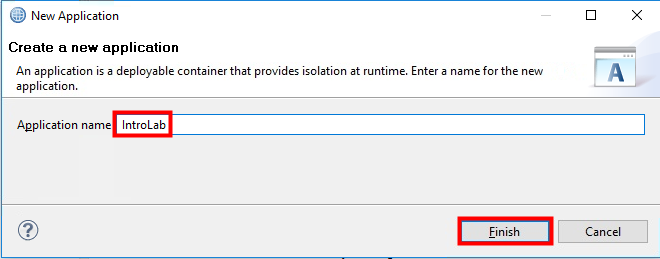 New Application
Create a new application
An application is a deployable container that provides isolation at runtime. Enter a name for the new
application.
A
Application name IntroLab
Finish Cancel